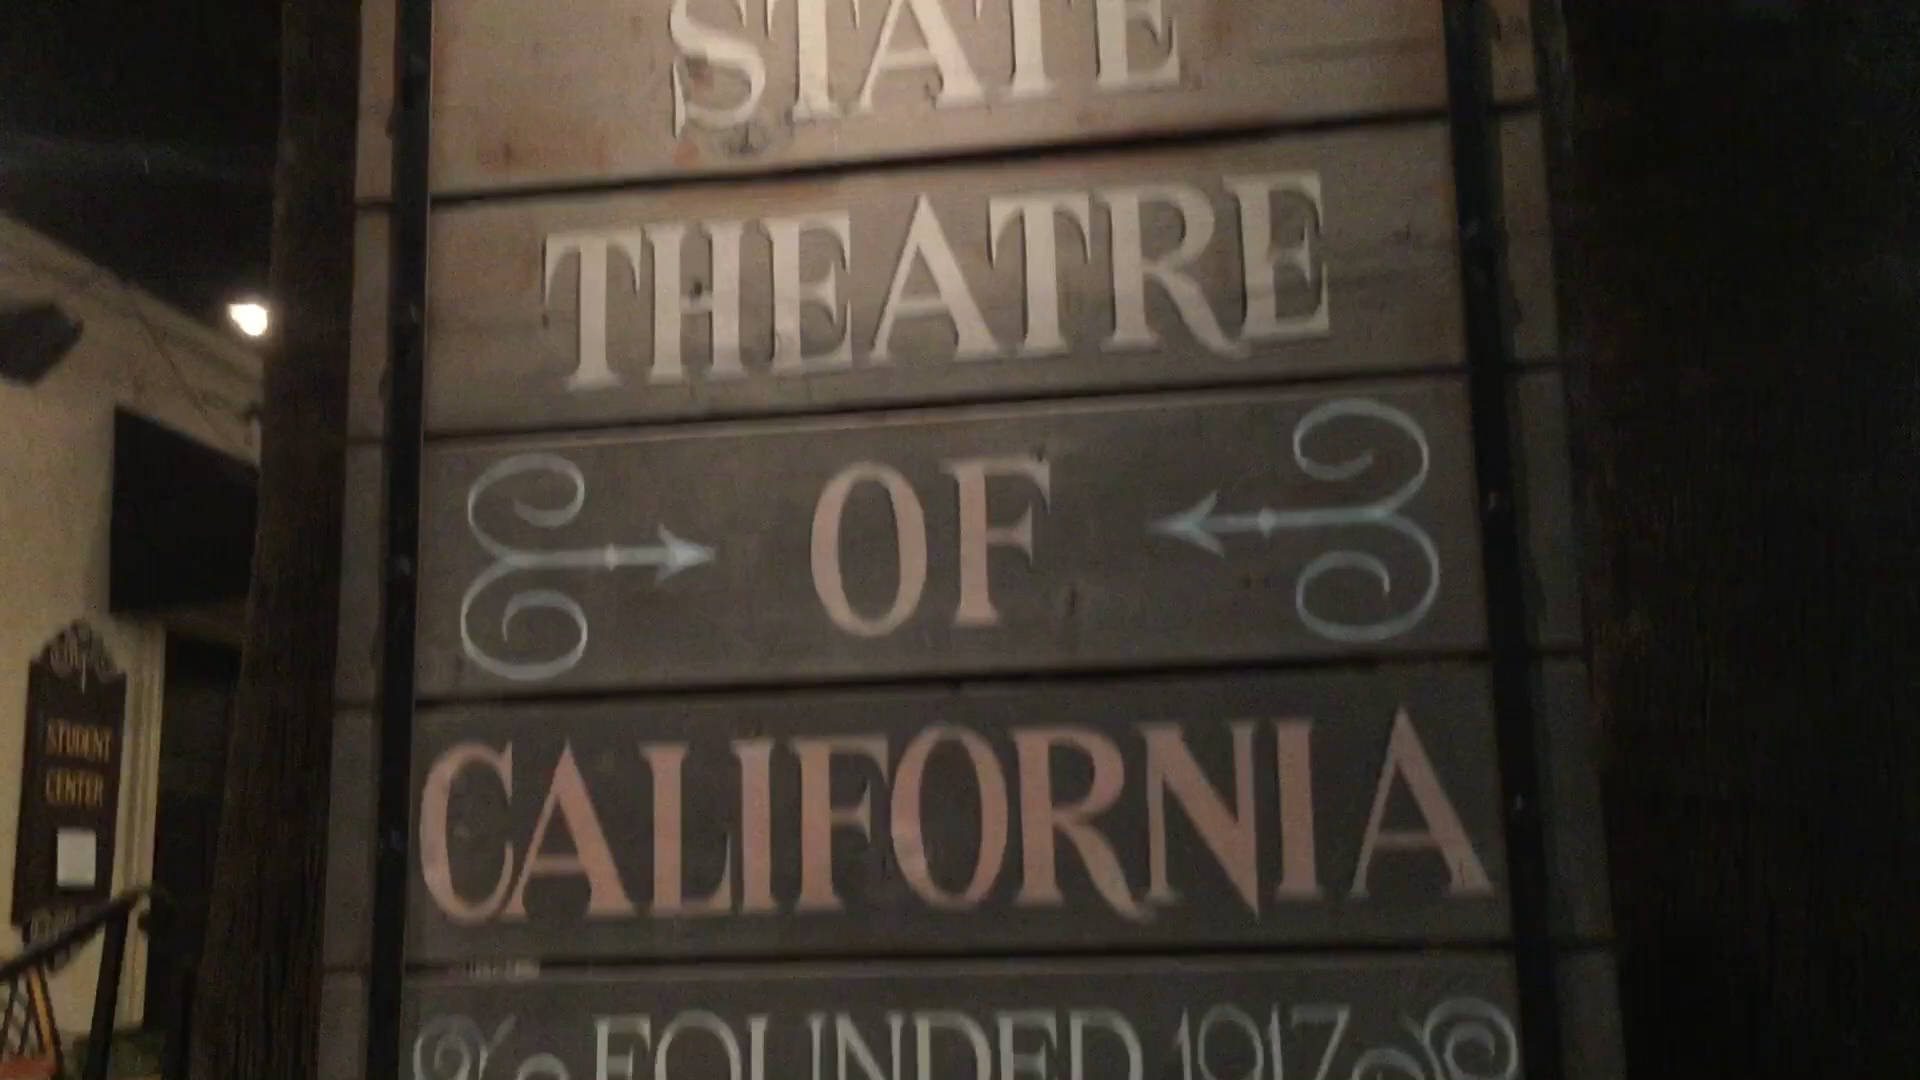 STATE
THEATRE
OF
CALIFORNIA
FOUNDED 1917
STUDENT
CENTER